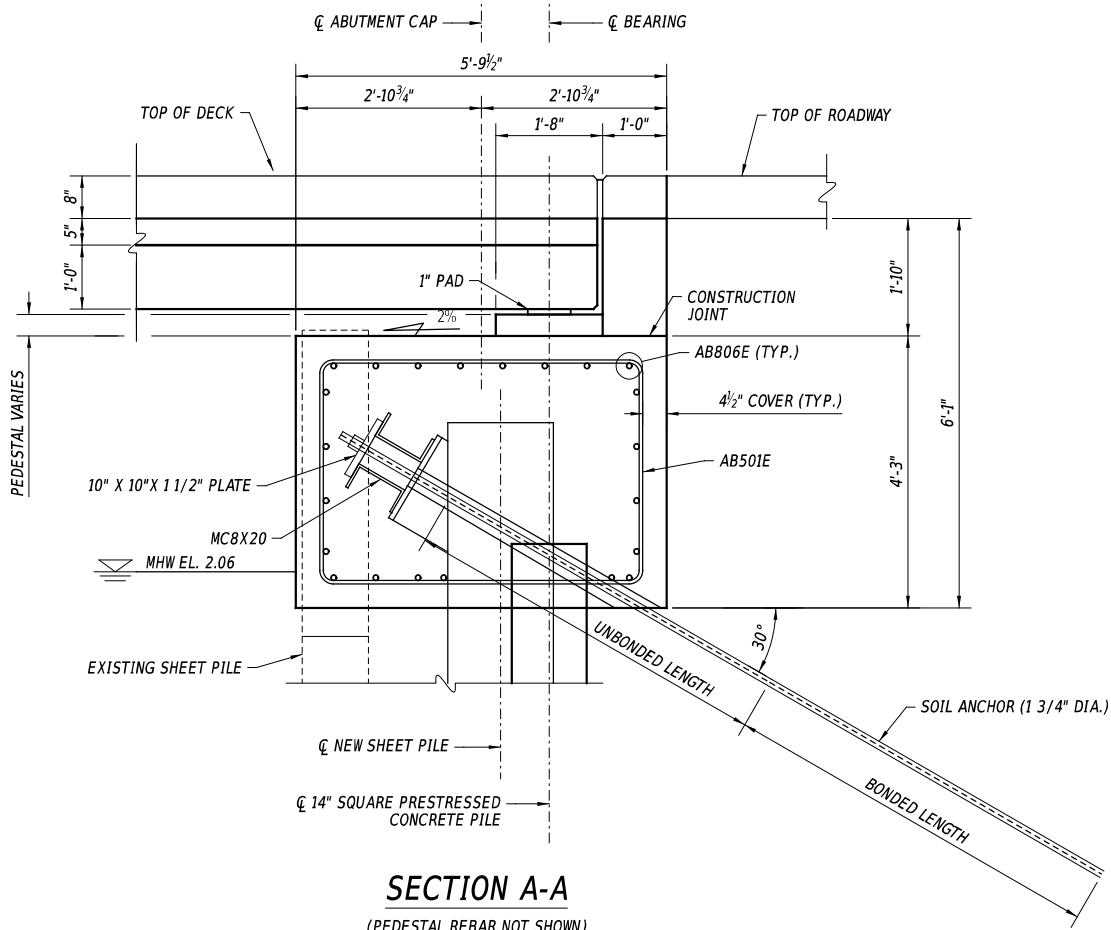 ℄ ABUTMENT CAP
℄ BEARING
5'-9½"
2'-10¾"
2'-10¾"
TOP OF DECK
1'-8"
1'-0"
TOP OF ROADWAY
8"
5"
1'-0"
1" PAD
2%
CONSTRUCTION
JOINT
1'-10"
AB806E (TYP.)
PEDESTAL VARIES
4½" COVER (TYP.)
6'-1"
AB501E
4'-3"
10" X 10"X 1 1/2" PLATE
MC8X20
MHW EL. 2.06
30°
EXISTING SHEET PILE
UNBONDED LENGTH
SOIL ANCHOR (1 3/4" DIA.)
℄ NEW SHEET PILE
BONDED LENGTH
℄ 14" SQUARE PRESTRESSED
CONCRETE PILE
SECTION A-A
(PEDESTAL REBAR NOT SHOWN)